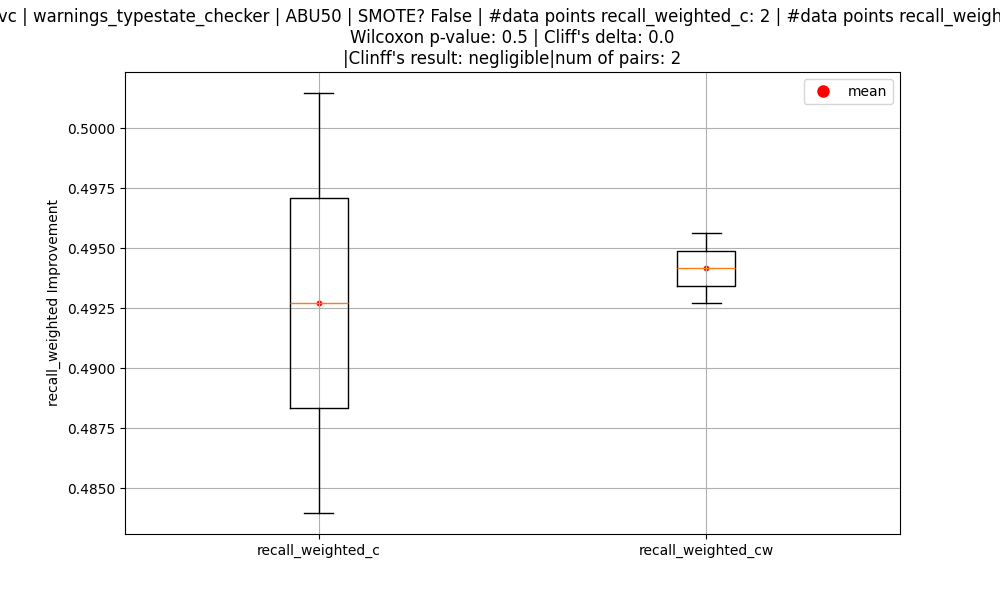 | warnings_typestate_checker | ABU50 | SMOTE? False | #data points recall_weighted_c: 2 | #data points
Wilcoxon p-value: 0.5 | Cliff's delta: 0.0
|Clinff's result: negligible|num of pairs: 2
mean
0.5000
0.4975
0.4950
0.4925
0.4900
0.4875
0.4850
recall_weighted Improvement
recall_weighted_c
recall_weighted_cw